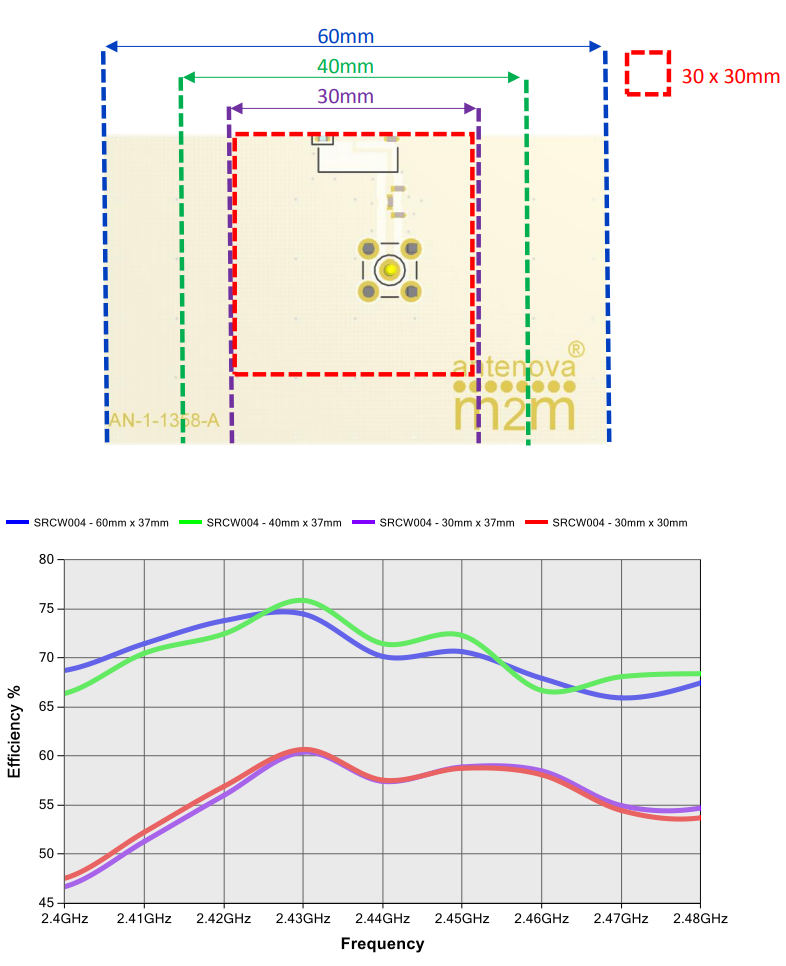 60mm
40mm
30mm
30 x 30mm
®
antenova
m2m
AN-1-1358-A
SRCW004 - 60mm x 37mm SRCW004 - 40mm x 37mm SRCW004 - 30mm x 37mm SRCW004 - 30mm x 30mm
80
75
70
65
60
55
50
45
Efficiency %
2.4GHz 2.41GHz 2.42GHz 2.43GHz 2.44GHz 2.45GHz 2.46GHz 2.47GHz 2.48GHz
Frequency